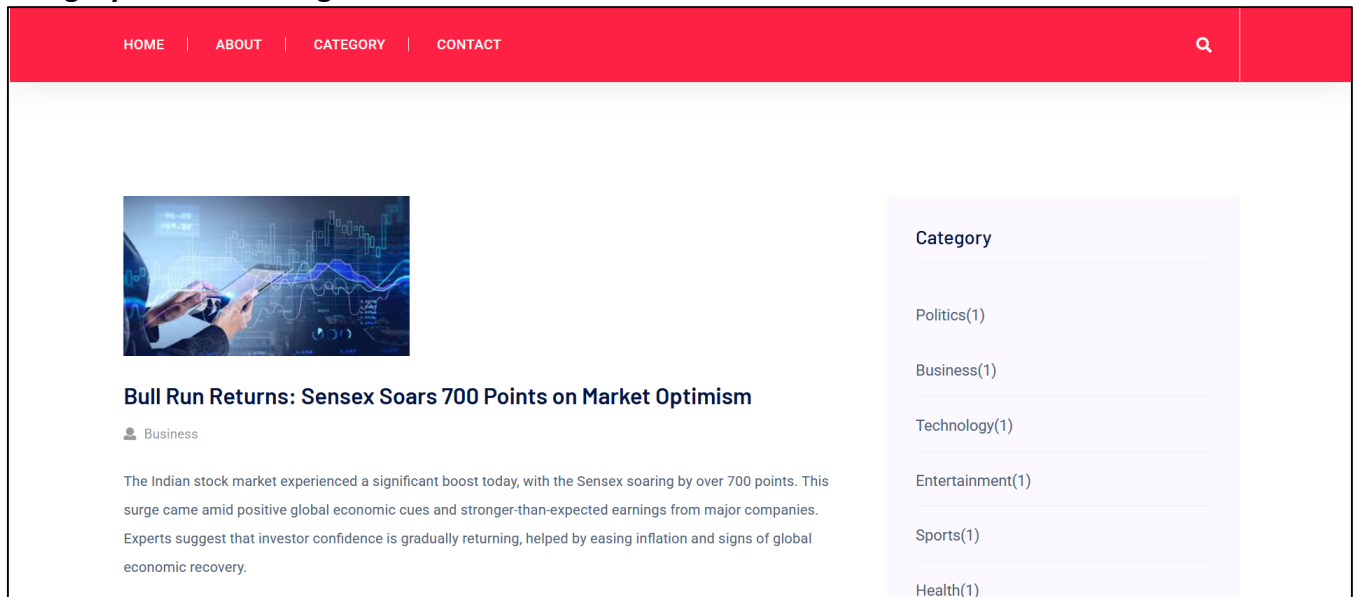 HOME
ABOUT
CATEGORY
CONTACT
Bull Run Returns: Sensex Soars 700 Points on Market Optimism
Business
The Indian stock market experienced a significant boost today, with the Sensex soaring by over 700 points. This
surge came amid positive global economic cues and stronger-than-expected earnings from major companies.
Experts suggest that investor confidence is gradually returning, helped by easing inflation and signs of global
economic recovery.
Category
Politics(1)
Business(1)
Technology(1)
Entertainment(1)
Sports(1)
Health(1)